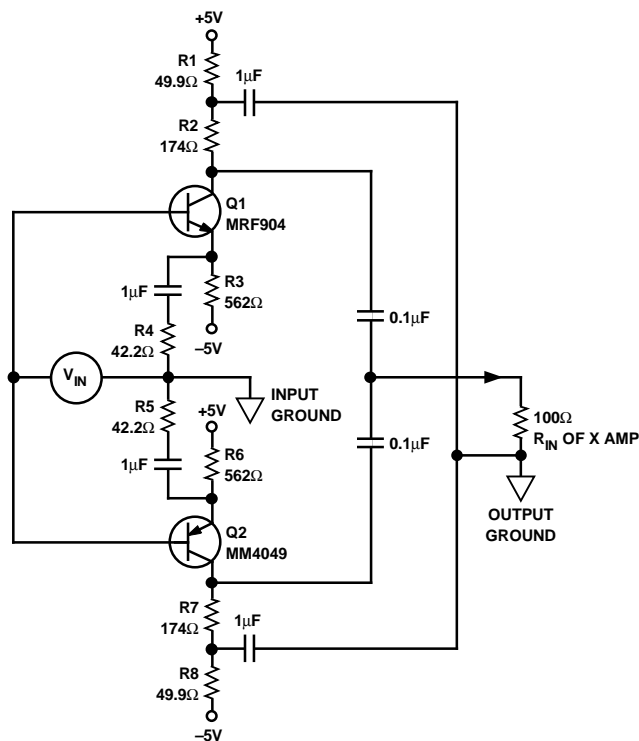 +5V
R1
49.9Ω
1µF
R2
174Ω
Q1
MRF904
1µF
R3
562Ω
R4
42.2Ω
–5V
0.1µF
VIN
INPUT
GROUND
R5
42.2Ω
+5V
100Ω
RIN OF X AMP
1µF
R6
562Ω
0.1µF
OUTPUT
GROUND
Q2
MM4049
R7
174Ω
1µF
R8
49.9Ω
–5V